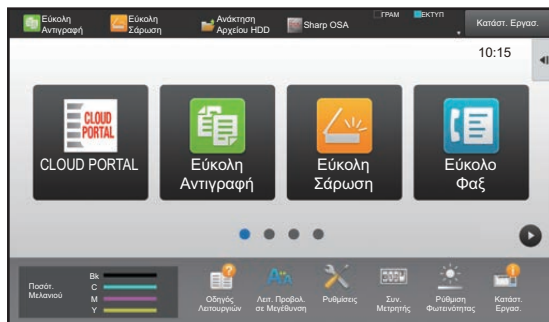 Εύκολη
Αντιγραφή
Εύκολη
Σάρωση
Ανάκτηση
Αρχείου HDD
Sharp OSA
ΓΡΑΜ
ΕΚΤΥΠ
Κατάστ. Εργασ.
10:15
CLOUD
PORTAL
CLOUD PORTAL
Εύκολη
Αντιγραφή
Εύκολη
Σάρωση
Εύκολο
Φαξ
Ποσότ.
Μελανιού
Bk
C
M
Y
Οδηγός
Λειτουργιών
Λειτ. Προβολ.
σε Μεγέθυνση
Ρυθμίσεις
Συν.
Μετρητής
Ρύθμιση
Φωτεινότητας
Κατάστ.
Εργασ.